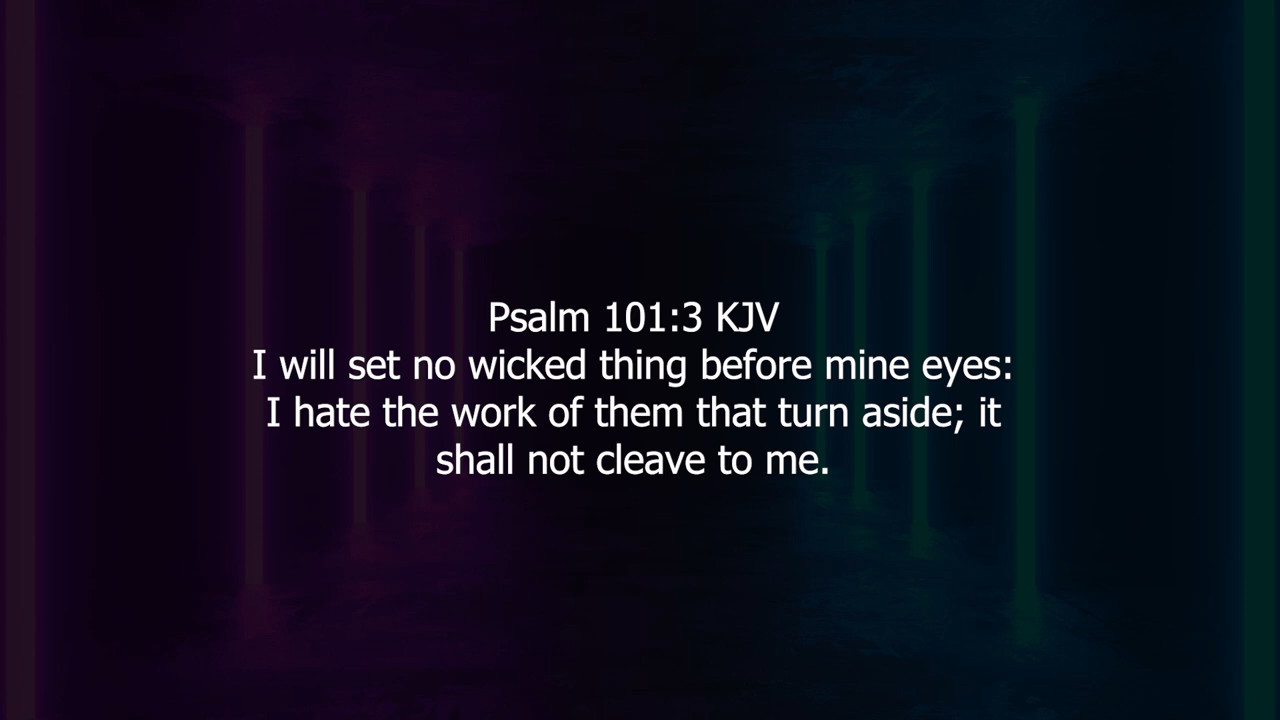 Psalm 101:3 KJV
I will set no wicked thing before mine eyes:
I hate the work of them that turn aside; it
shall not cleave to me.